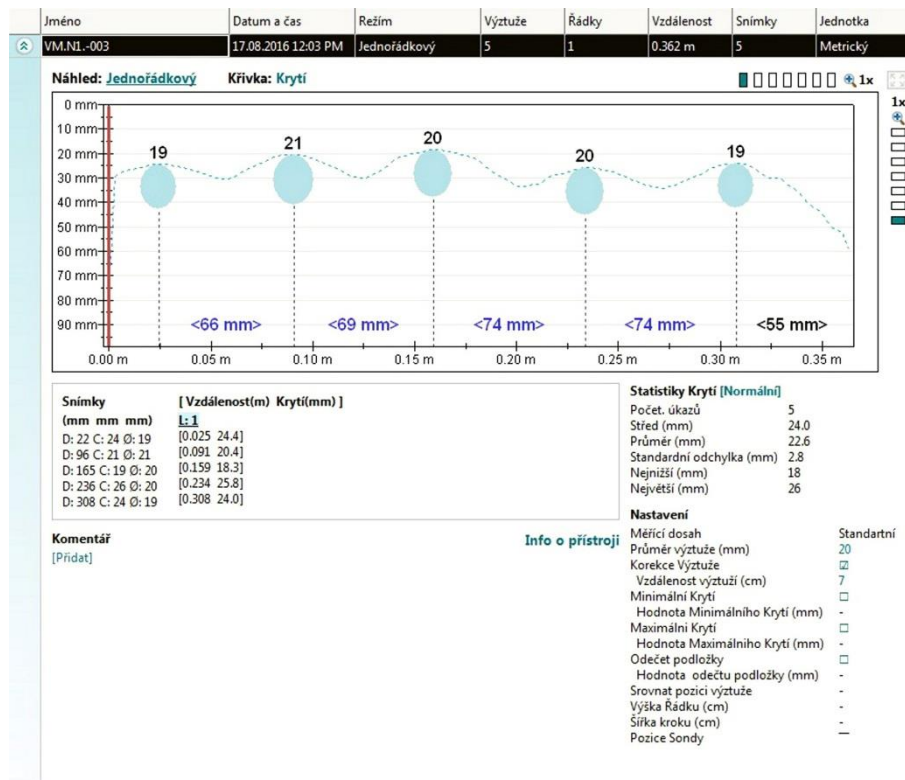 Jméno Datum a čas Režím Výztuže Řádky Vzdálenost Snímky Jednotka
VM.N1.-003 17.08.2016 12:03 PM Jednořádkový 5 1 0.362 m 5 Metrický
Náhled: Jednořádkový Křivka: Krytí 1x
1x
0 mm
10 mm
20 mm
30 mm
40 mm
50 mm
60 mm
70 mm
80 mm
90 mm
19 21 20 20 19
<66 mm> <69 mm> <74 mm> <74 mm> <55 mm>
0.00 m 0.05 m 0.10 m 0.15 m 0.20 m 0.25 m 0.30 m 0.35 m
Snímky [ Vzdálenost(m) Krytí(mm) ]
(mm mm mm) L: 1
D: 22 C: 24 Ø: 19 [0.025 24.4]
D: 96 C: 21 Ø: 21 [0.091 20.4]
D: 165 C: 19 Ø: 20 [0.159 18.3]
D: 236 C: 26 Ø: 20 [0.234 25.8]
D: 308 C: 24 Ø: 19 [0.308 24.0]
Komentář
[Přidat]
Info o přístroji
Statistiky Krytí [Normální]
Počet. úkazů 5
Střed (mm) 24.0
Průměr (mm) 22.6
Standardní odchylka (mm) 2.8
Nejnižší (mm) 18
Největší (mm) 26
Nastavení
Měřící dosah Standartní
Průměr výztuže (mm) 20
Korekce Výztuže ☑
Vzdálenost výztuží (cm) 7
Minimální Krytí ☐
Hodnota Minimálního Krytí (mm) -
Maximálni Krytí ☐
Hodnota Maximálniho Krytí (mm) -
Odečet podložky ☐
Hodnota odečtu podložky (mm) -
Srovnat pozici výztuže -
Výška Řádku (cm) -
Šířka kroku (cm) -
Pozice Sondy —